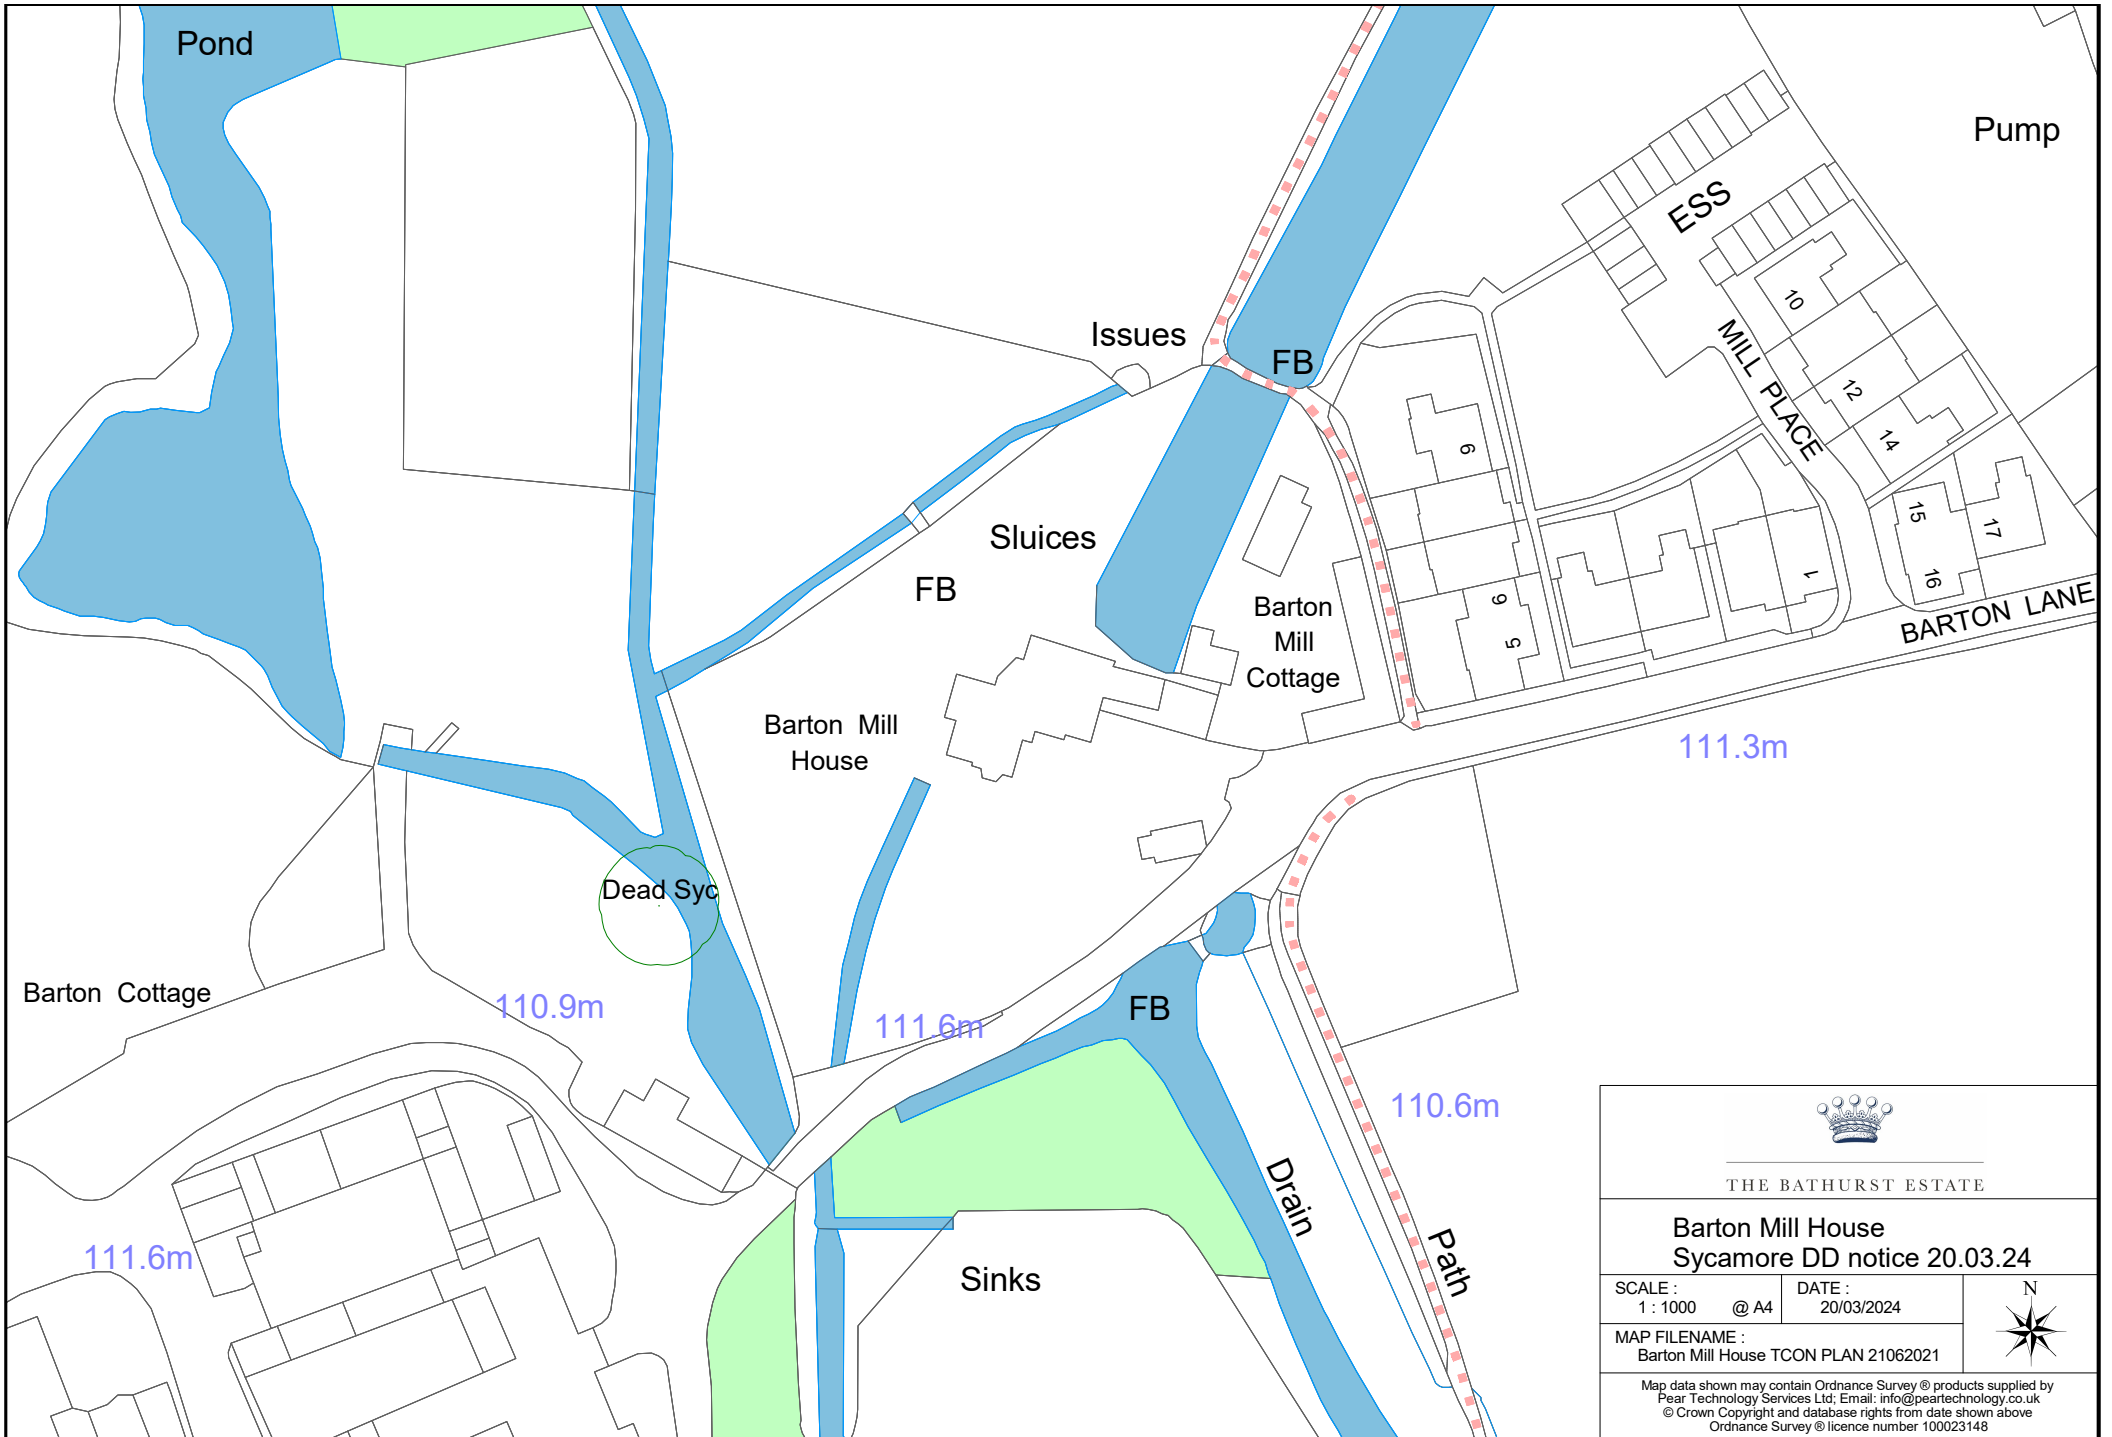 Pond
Pump
ESS
10
Issues
FB
MILL PLACE
12
14
6
Sluices
15
17
FB
16
1
Barton
Mill
Cottage
6
5
BARTON LANE
Barton Mill
House
111.3m
Dead Syc
Barton Cottage
110.9m
111.6m
FB
110.6m
Drain
Path
111.6m
Sinks
THE BATHURST ESTATE
Barton Mill House
Sycamore DD notice 20.03.24
SCALE :
1 : 1000 @ A4
DATE :
20/03/2024
N
MAP FILENAME :
Barton Mill House TCON PLAN 21062021
Map data shown may contain Ordnance Survey ® products supplied by
Pear Technology Services Ltd; Email: info@peartechnology.co.uk
© Crown Copyright and database rights from date shown above
Ordnance Survey ® licence number 100023148